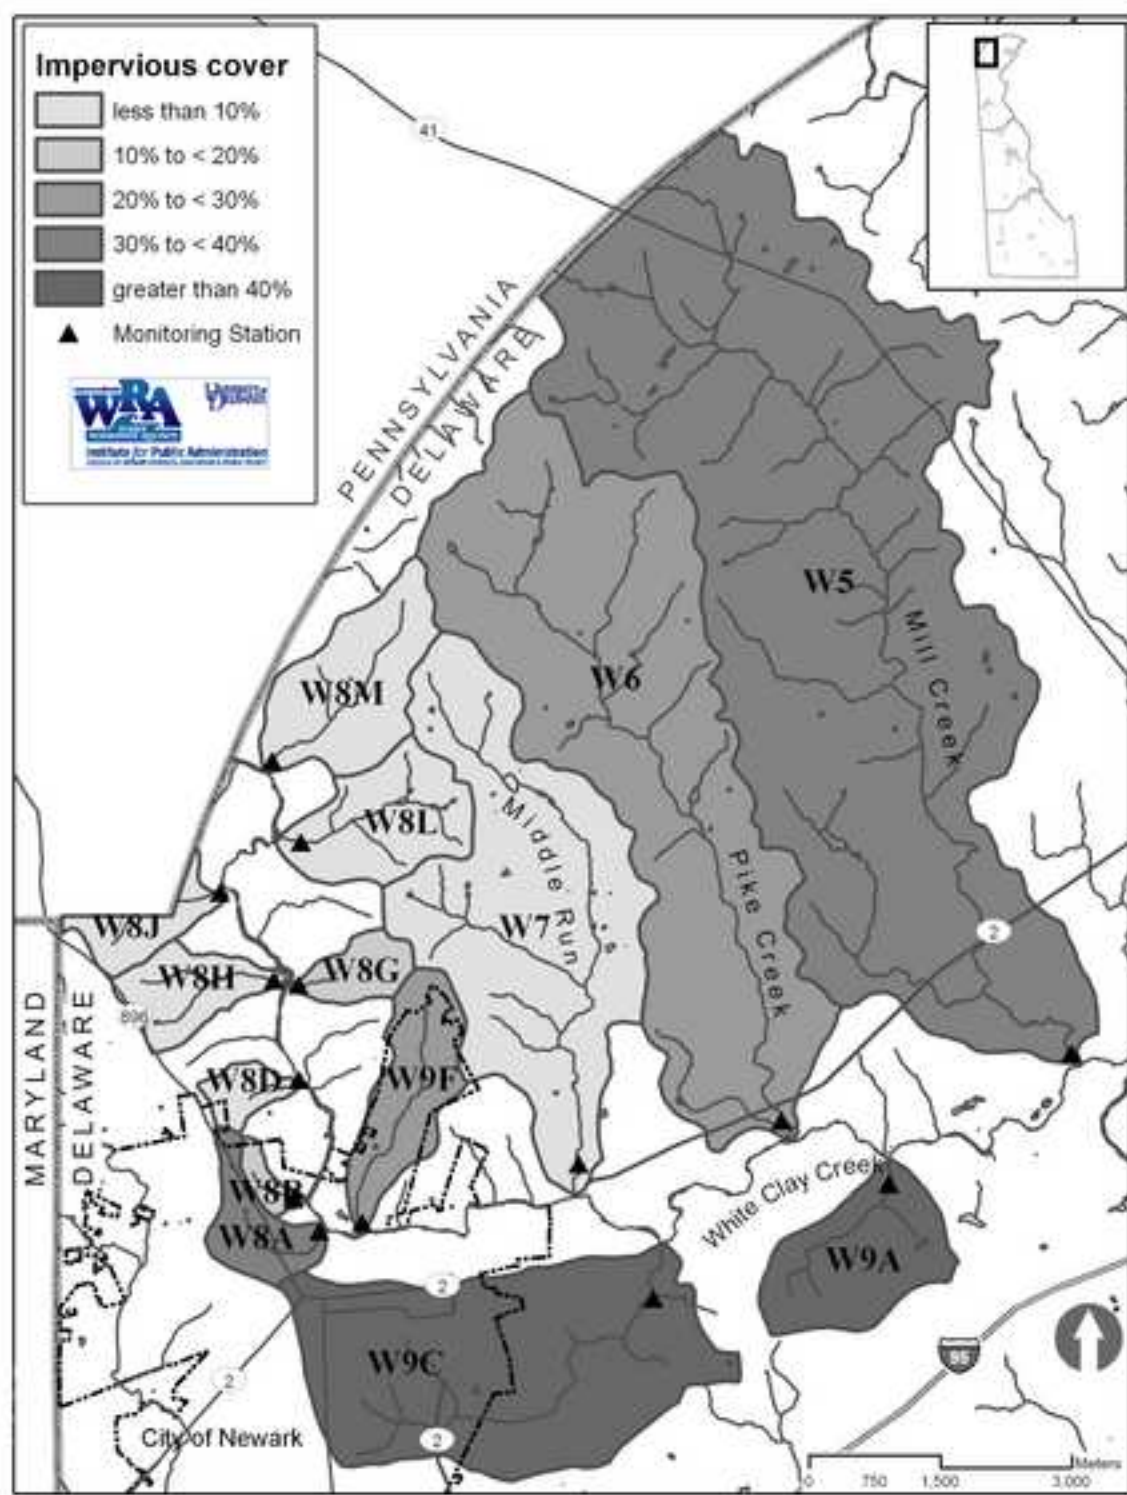 Impervious cover
less than 10%
10% to < 20%
20% to < 30%
30% to < 40%
greater than 40%
Monitoring Station
WRA
Institute for Public Administration
41
PENNSYLVANIA
DELAWARE
W5
Mill Creek
W6
W8M
Middle Run
W8L
Pike Creek
W7
2
W8J
W8G
W8H
MARYLAND
DELAWARE
896
W9F
W8D
White Clay Creek
W8B
W8A
W9A
2
W9C
95
2
City of Newark
2
Meters
0 750 1,500 3,000